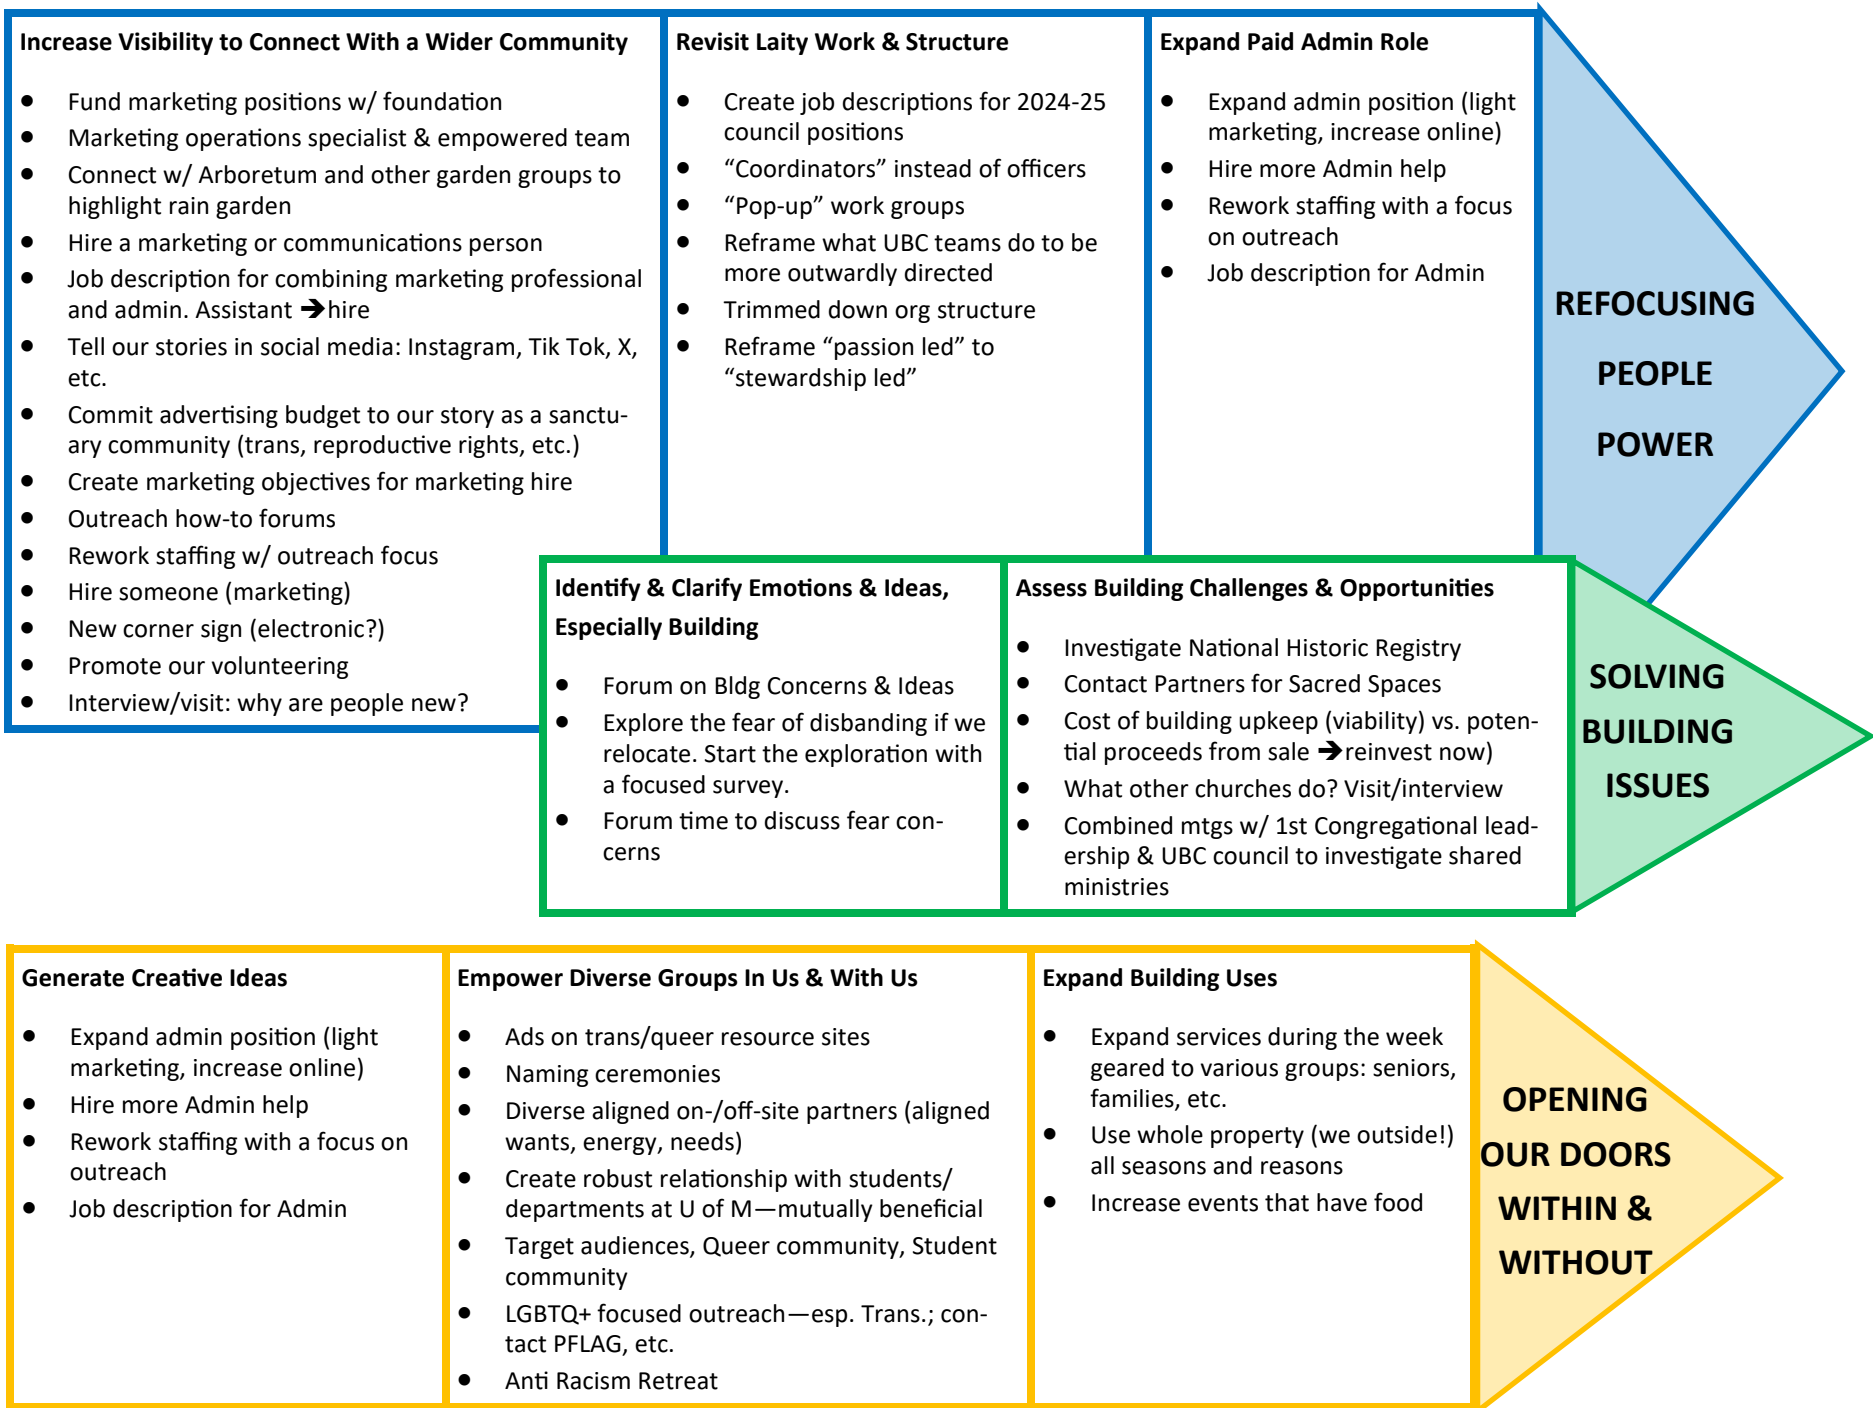 Increase Visibility to Connect With a Wider Community
● Fund marketing positions w/ foundation
● Marketing operations specialist & empowered team
● Connect w/ Arboretum and other garden groups to
highlight rain garden
● Hire a marketing or communications person
● Job description for combining marketing professional
and admin. Assistant ➔hire
● Tell our stories in social media: Instagram, Tik Tok, X,
etc.
● Commit advertising budget to our story as a sanctu-
ary community (trans, reproductive rights, etc.)
● Create marketing objectives for marketing hire
● Outreach how-to forums
● Rework staffing w/ outreach focus
● Hire someone (marketing)
● New corner sign (electronic?)
● Promote our volunteering
● Interview/visit: why are people new?
Revisit Laity Work & Structure
● Create job descriptions for 2024-25
council positions
● “Coordinators” instead of officers
● “Pop-up” work groups
● Reframe what UBC teams do to be
more outwardly directed
● Trimmed down org structure
● Reframe “passion led” to
“stewardship led”
Expand Paid Admin Role
● Expand admin position (light
marketing, increase online)
● Hire more Admin help
● Rework staffing with a focus
on outreach
● Job description for Admin
REFOCUSING
PEOPLE
POWER
Identify & Clarify Emotions & Ideas,
Especially Building
● Forum on Bldg Concerns & Ideas
● Explore the fear of disbanding if we
relocate. Start the exploration with
a focused survey.
● Forum time to discuss fear con-
cerns
Assess Building Challenges & Opportunities
● Investigate National Historic Registry
● Contact Partners for Sacred Spaces
● Cost of building upkeep (viability) vs. poten-
tial proceeds from sale ➔reinvest now)
● What other churches do? Visit/interview
● Combined mtgs w/ 1st Congregational lead-
ership & UBC council to investigate shared
ministries
SOLVING
BUILDING
ISSUES
Generate Creative Ideas
● Expand admin position (light
marketing, increase online)
● Hire more Admin help
● Rework staffing with a focus on
outreach
● Job description for Admin
Empower Diverse Groups In Us & With Us
● Ads on trans/queer resource sites
● Naming ceremonies
● Diverse aligned on-/off-site partners (aligned
wants, energy, needs)
● Create robust relationship with students/
departments at U of M—mutually beneficial
● Target audiences, Queer community, Student
community
● LGBTQ+ focused outreach—esp. Trans.; con-
tact PFLAG, etc.
● Anti Racism Retreat
Expand Building Uses
● Expand services during the week
geared to various groups: seniors,
families, etc.
● Use whole property (we outside!)
all seasons and reasons
● Increase events that have food
OPENING
OUR DOORS
WITHIN &
WITHOUT